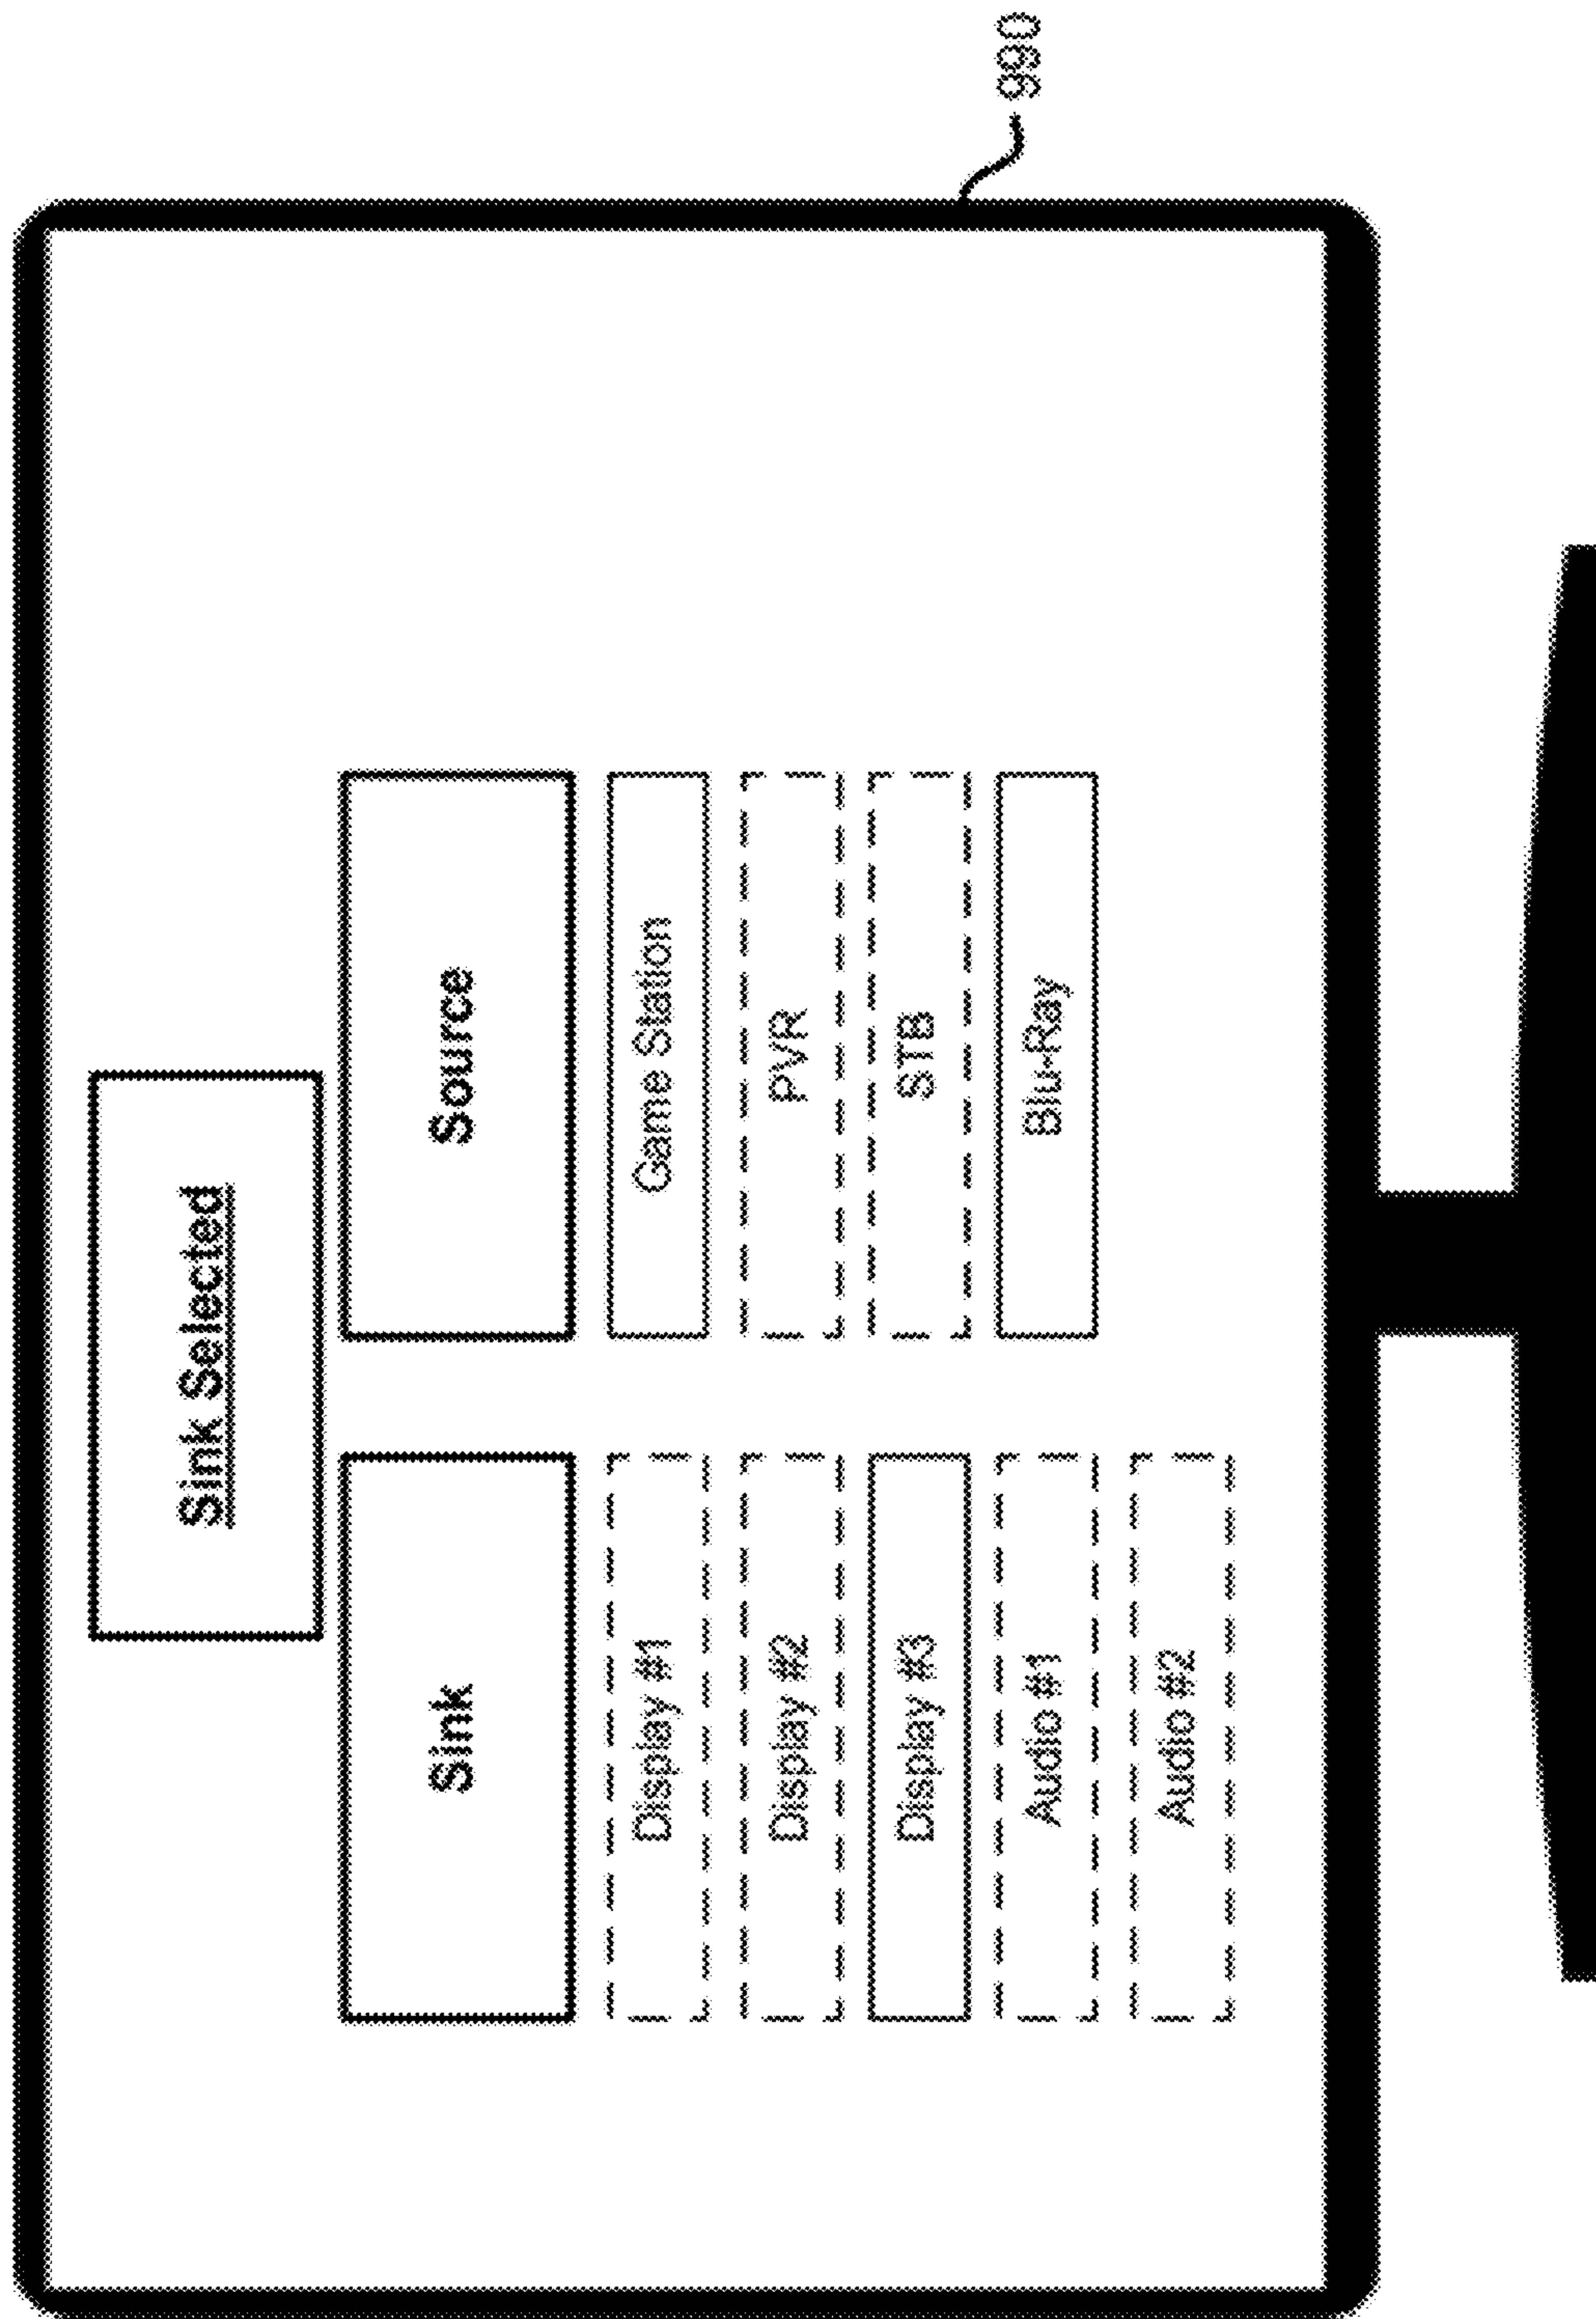 Sink Selected
Sink
Display #1
Display #2
Display #3
Audio #1
Audio #2
Source
Game Station
PVR
STB
Blu-Ray
990